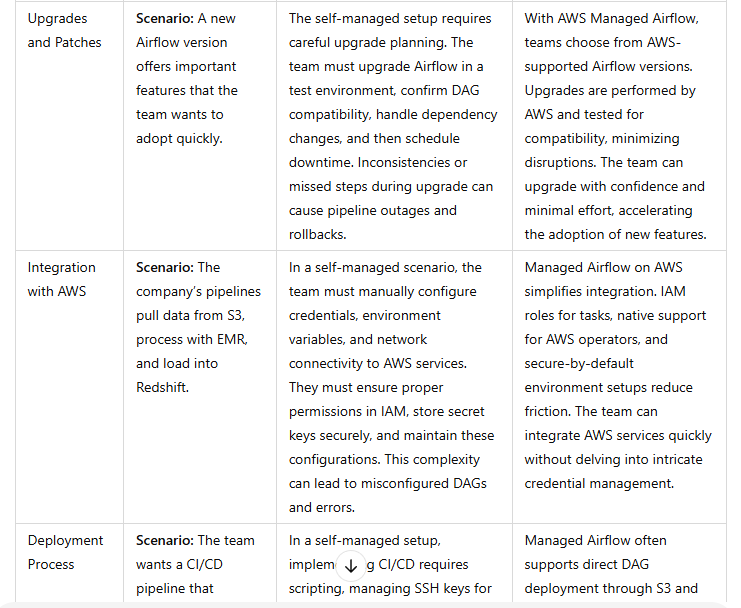 Upgrades
and Patches
Scenario: A new
Airflow version
offers important
features that the
team wants to
adopt quickly.
The self-managed setup requires
careful upgrade planning. The
team must upgrade Airflow in a
test environment, confirm DAG
compatibility, handle dependency
changes, and then schedule
downtime. Inconsistencies or
missed steps during upgrade can
cause pipeline outages and
rollbacks.
With AWS Managed Airflow,
teams choose from AWS-
supported Airflow versions.
Upgrades are performed by
AWS and tested for
compatibility, minimizing
disruptions. The team can
upgrade with confidence and
minimal effort, accelerating
the adoption of new features.
Integration
with AWS
Scenario: The
company's pipelines
pull data from S3,
process with EMR,
and load into
Redshift.
In a self-managed scenario, the
team must manually configure
credentials, environment
variables, and network
connectivity to AWS services.
They must ensure proper
permissions in IAM, store secret
keys securely, and maintain these
configurations. This complexity
can lead to misconfigured DAGs
and errors.
Managed Airflow on AWS
simplifies integration. IAM
roles for tasks, native support
for AWS operators, and
secure-by-default
environment setups reduce
friction. The team can
integrate AWS services quickly
without delving into intricate
credential management.
Deployment
Process
Scenario: The team
wants a CI/CD
pipeline that
In a self-managed setup,
CI/CD requires
scripting, managing SSH keys for
Managed Airflow often
supports direct DAG
deployment through S3 and